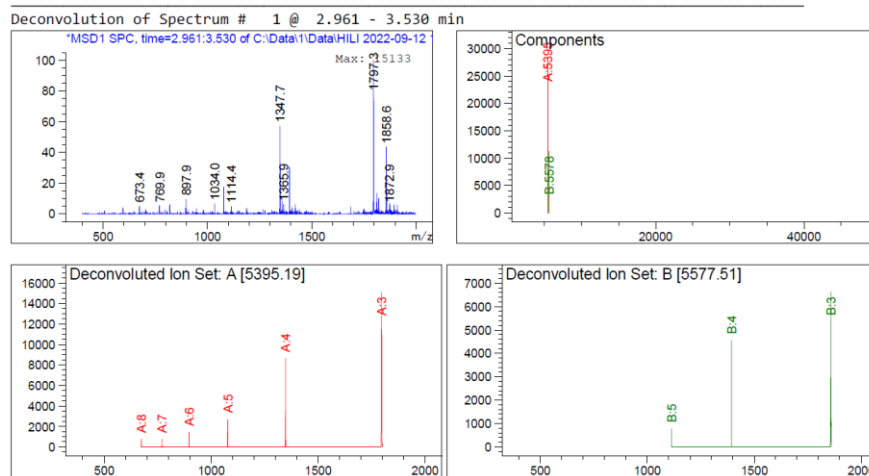 Deconvolution of Spectrum # 1 @ 2.961 - 3.530 min
*MSD1 SPC, time=2.961:3.530 of C:\Data\1\Data\HILI 2022-09-12
Max: 15133
100
80
60
40
20
0
673.4
769.9
897.9
1034.0
1114.4
1347.7
1365.9
1797.3
1858.6
1872.9
500
1000
1500
m/z
Components
30000
25000
20000
15000
10000
5000
0
A:5395
B:5578
20000
40000
Deconvoluted Ion Set: A [5395.19]
16000
14000
12000
10000
8000
6000
4000
2000
0
A:8
A:7
A:6
A:5
A:4
A:3
500
1000
1500
2000
Deconvoluted Ion Set: B [5577.51]
7000
6000
5000
4000
3000
2000
1000
0
B:5
B:4
B:3
500
1000
1500